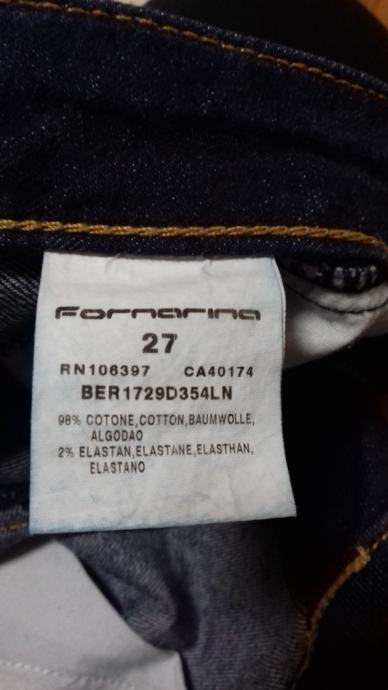 Fornarina
27
RN106397 CA40174
BER1729D354LN
98% COTONE,COTTON,BAUMWOLLE,
ALGODAO
2% ELASTAN,ELASTANE,ELASTHAN,
ELASTANO